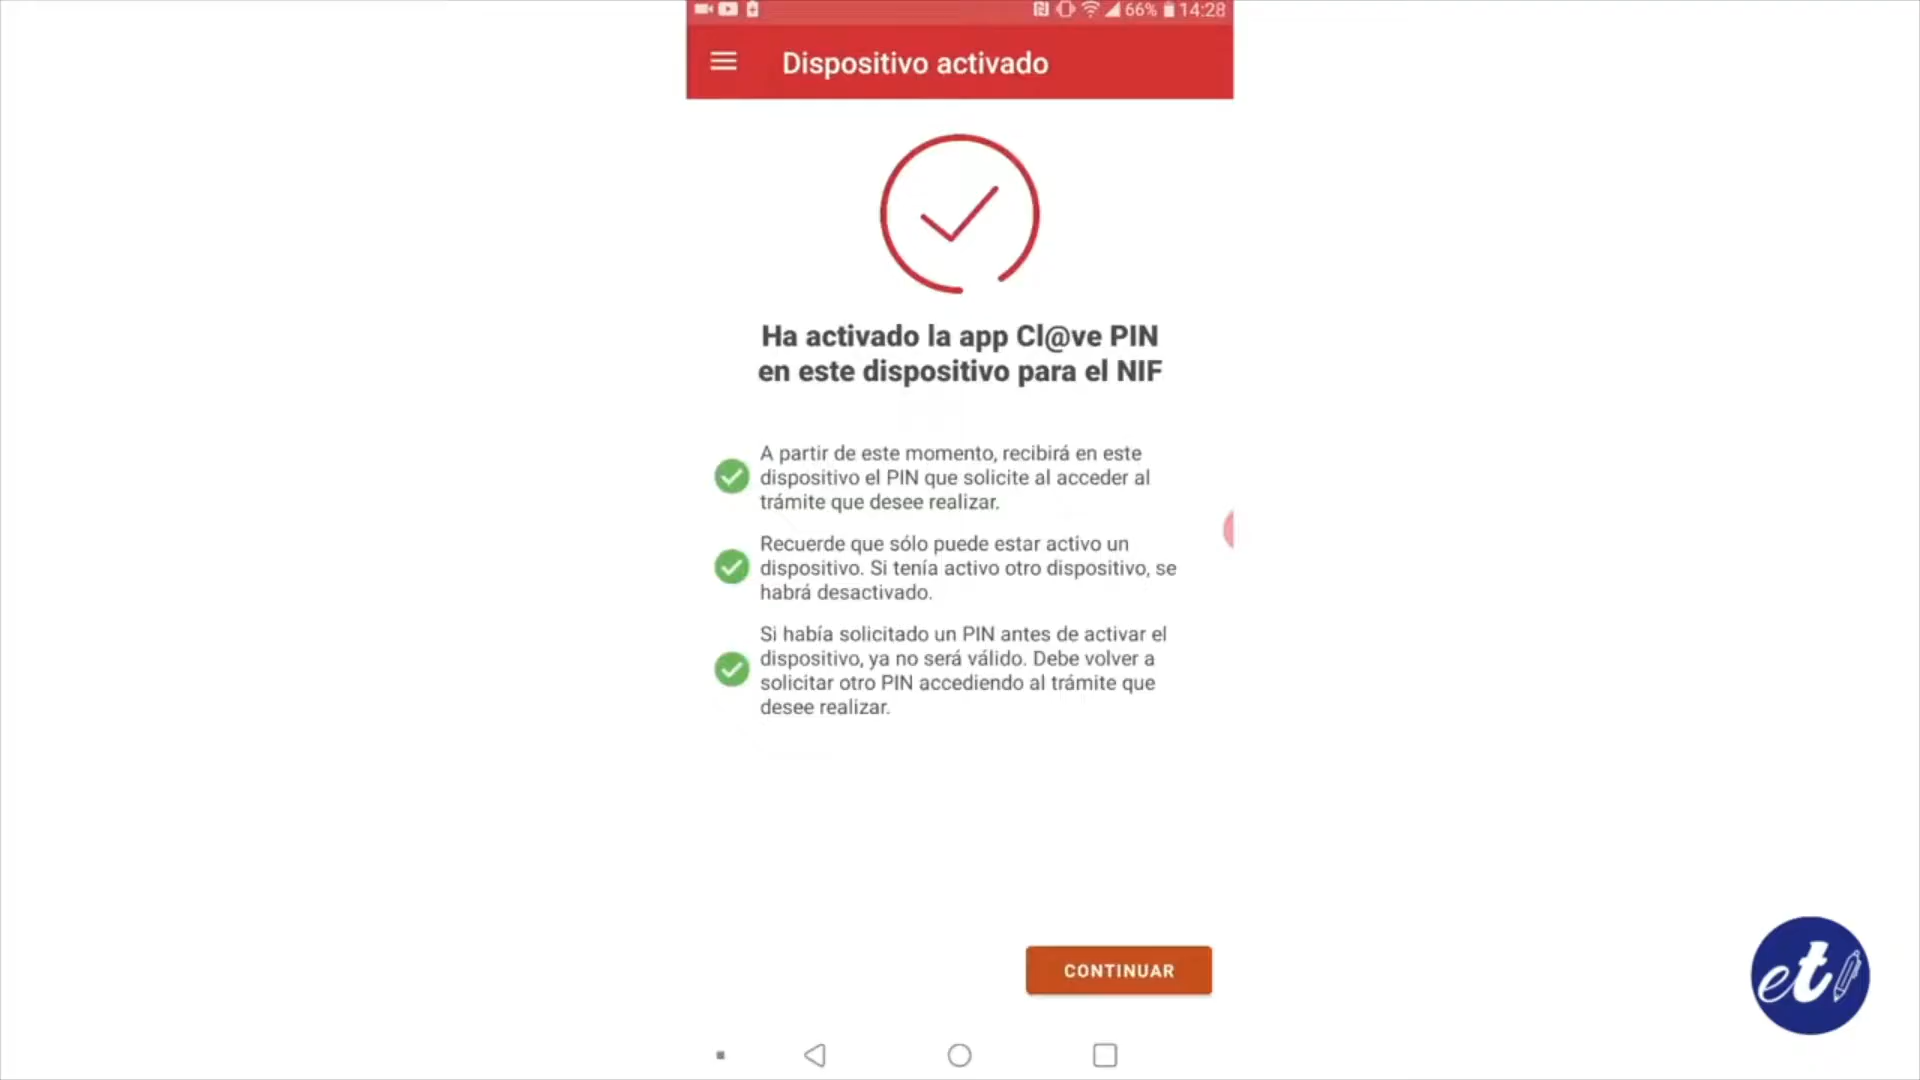 66% 14:28
Dispositivo activado
Ha activado la app Cl@ve PIN
en este dispositivo para el NIF
A partir de este momento, recibirá en este
dispositivo el PIN que solicite al acceder al
trámite que desee realizar.
Recuerde que sólo puede estar activo un
dispositivo. Si tenía activo otro dispositivo, se
habrá desactivado.
Si había solicitado un PIN antes de activar el
dispositivo, ya no será válido. Debe volver a
solicitar otro PIN accediendo al trámite que
desee realizar.
CONTINUAR
et